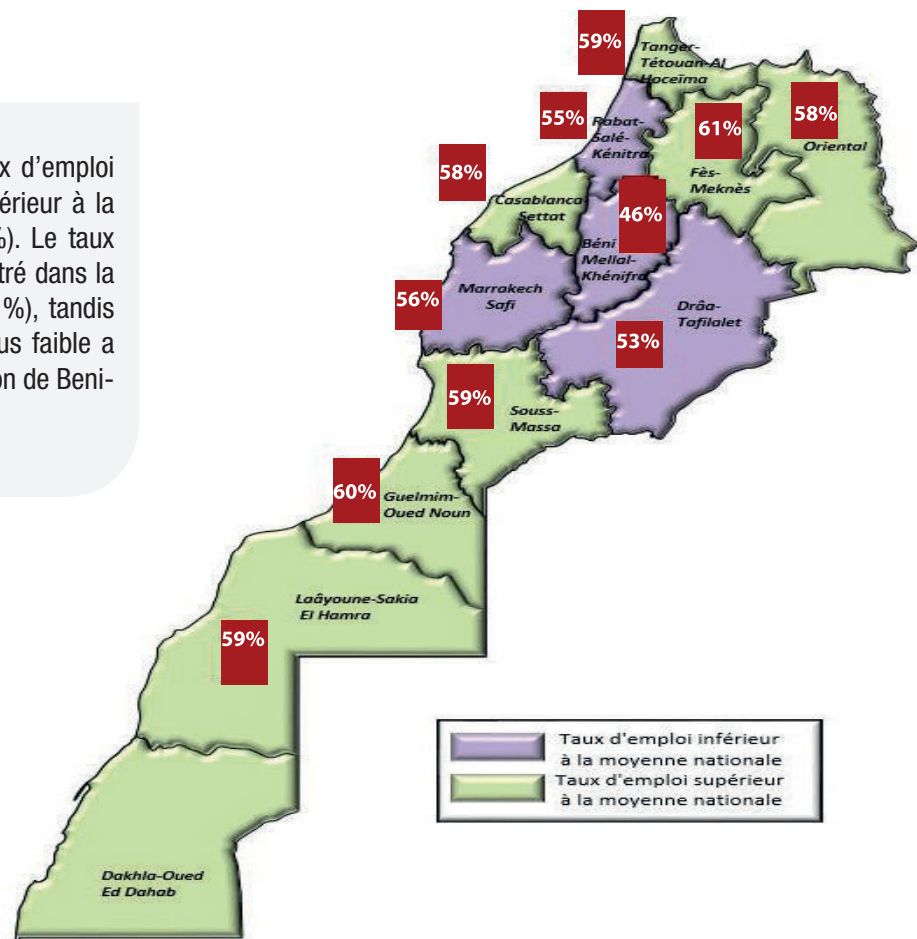 x d'emploi
érieur à la
%). Le taux
tré dans la
%), tandis
us faible a
on de Beni-
59%
Tanger-
Tétouan-Al
Hoceïma
55%
Rabat-
Salé-
Kénitra
61%
Fès-
Meknès
58%
Oriental
58%
Casablanca-
Settat
46%
Béni
Mellal-
Khénifra
56%
Marrakech
Safi
Drâa-
Tafilalet
53%
59%
Souss-
Massa
60%
Guelmim-
Oued Noun
Laâyoune-Sakia
El Hamra
59%
Dakhla-Oued
Ed Dahab
Taux d'emploi inférieur
à la moyenne nationale
Taux d'emploi supérieur
à la moyenne nationale